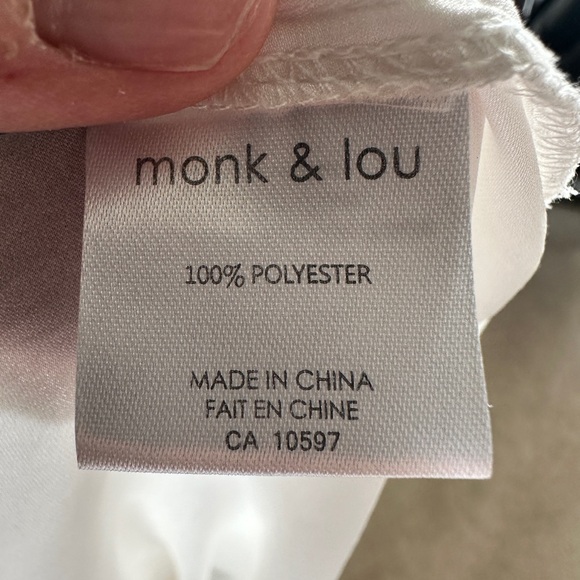 monk & lou
100% POLYESTER
MADE IN CHINA
FAIT EN CHINE
CA 10597